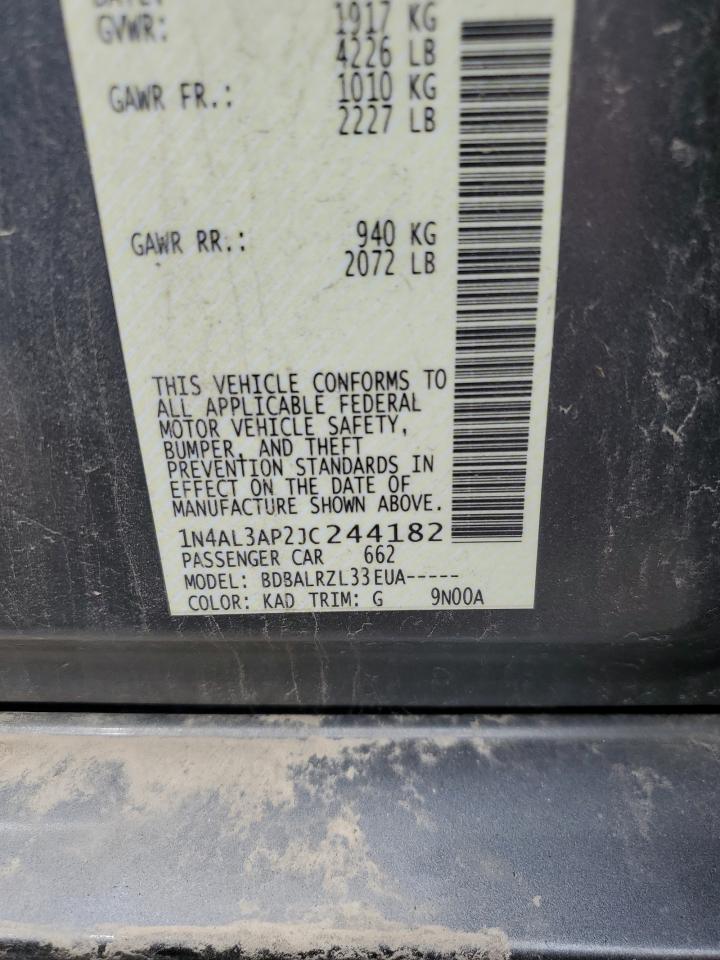 GVWR: 1917 KG
4226 LB
GAWR FR.: 1010 KG
2227 LB
GAWR RR.: 940 KG
2072 LB
THIS VEHICLE CONFORMS TO
ALL APPLICABLE FEDERAL
MOTOR VEHICLE SAFETY,
BUMPER, AND THEFT
PREVENTION STANDARDS IN
EFFECT ON THE DATE OF
MANUFACTURE SHOWN ABOVE.
1N4AL3AP2JC244182
PASSENGER CAR 662
MODEL: BDBALRZL33EUA-----
COLOR: KAD TRIM: G 9N00A